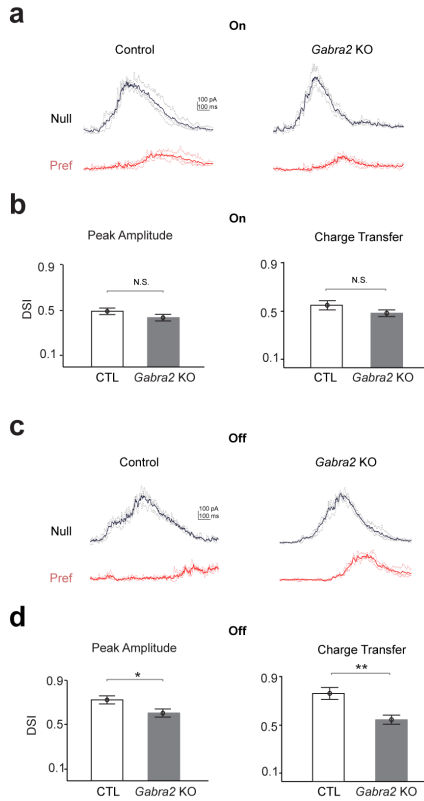 a
On
Control
Gabra2 KO
100 pA
100 ms
Null
Pref
b
On
Peak Amplitude
Charge Transfer
0.9
0.5
0.1
DSI
N.S.
CTL
Gabra2 KO
0.9
0.5
0.1
N.S.
CTL
Gabra2 KO
c
Off
Control
Gabra2 KO
100 pA
100 ms
Null
Pref
d
Off
Peak Amplitude
Charge Transfer
0.9
0.5
0.1
DSI
*
CTL
Gabra2 KO
0.9
0.5
0.1
**
CTL
Gabra2 KO